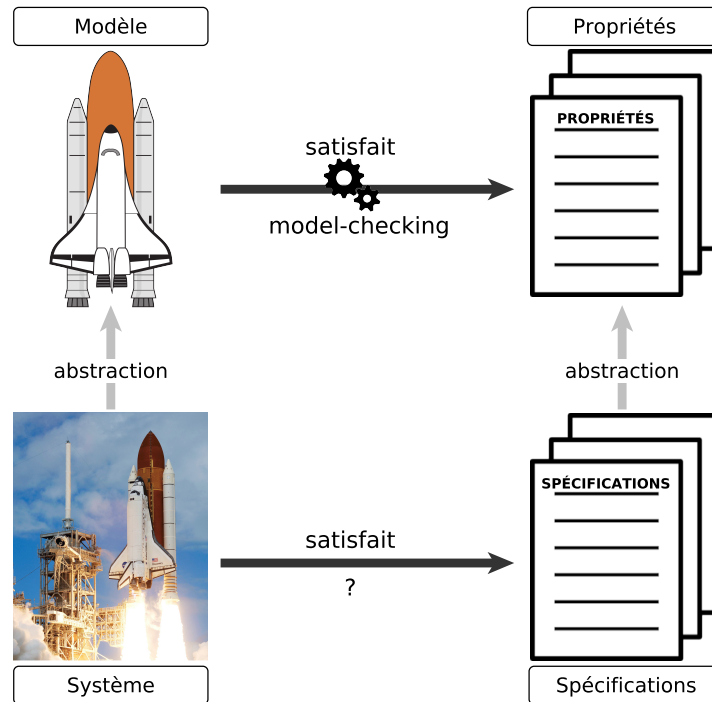 Modèle
Propriétés
PROPRIÉTÉS
satisfait
model-checking
abstraction
abstraction
SPÉCIFICATIONS
satisfait
?
Système
Spécifications